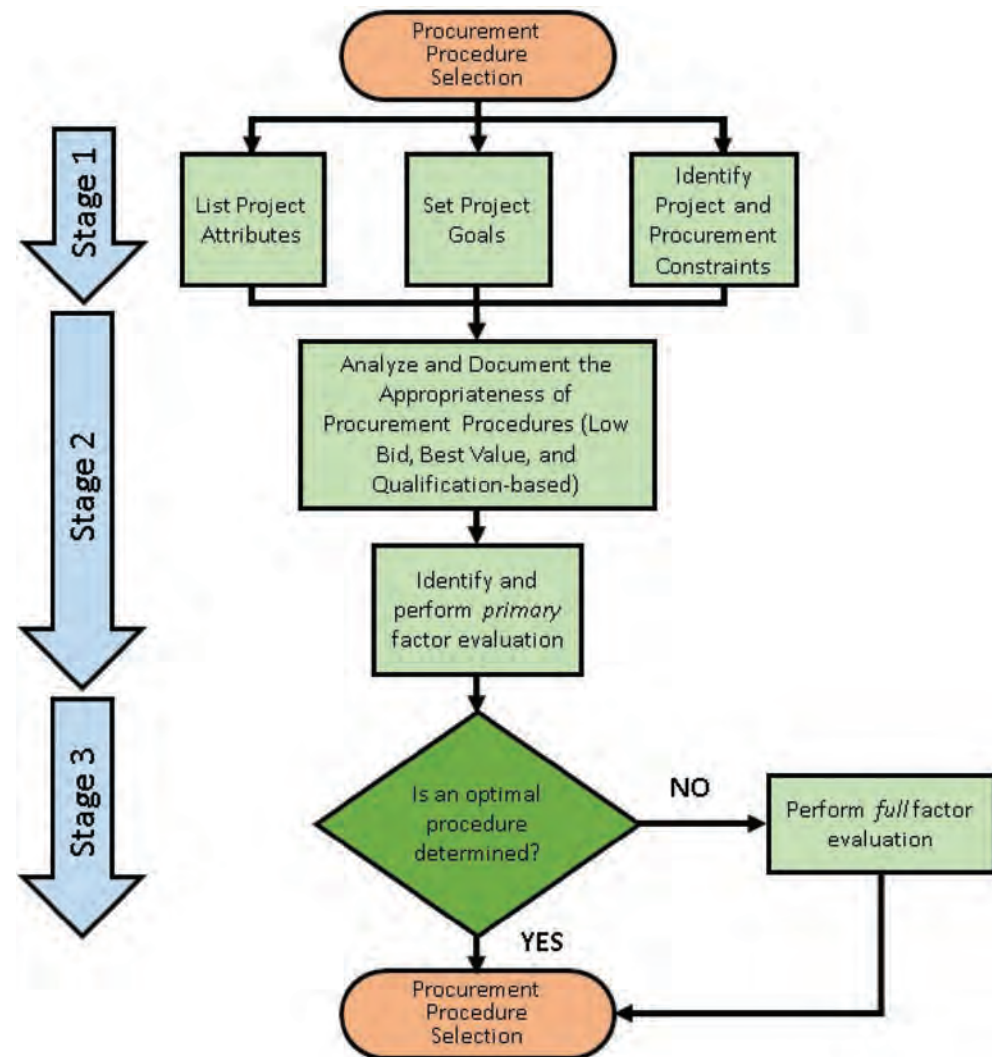 Procurement
Procedure
Selection
Stage 1
List Project
Attributes
Set Project
Goals
Identify
Project and
Procurement
Constraints
Stage 2
Analyze and Document the
Appropriateness of
Procurement Procedures (Low
Bid, Best Value, and
Qualification-based)
Identify and
perform primary
factor evaluation
Stage 3
Is an optimal
procedure
determined?
NO
Perform full factor
evaluation
YES
Procurement
Procedure
Selection